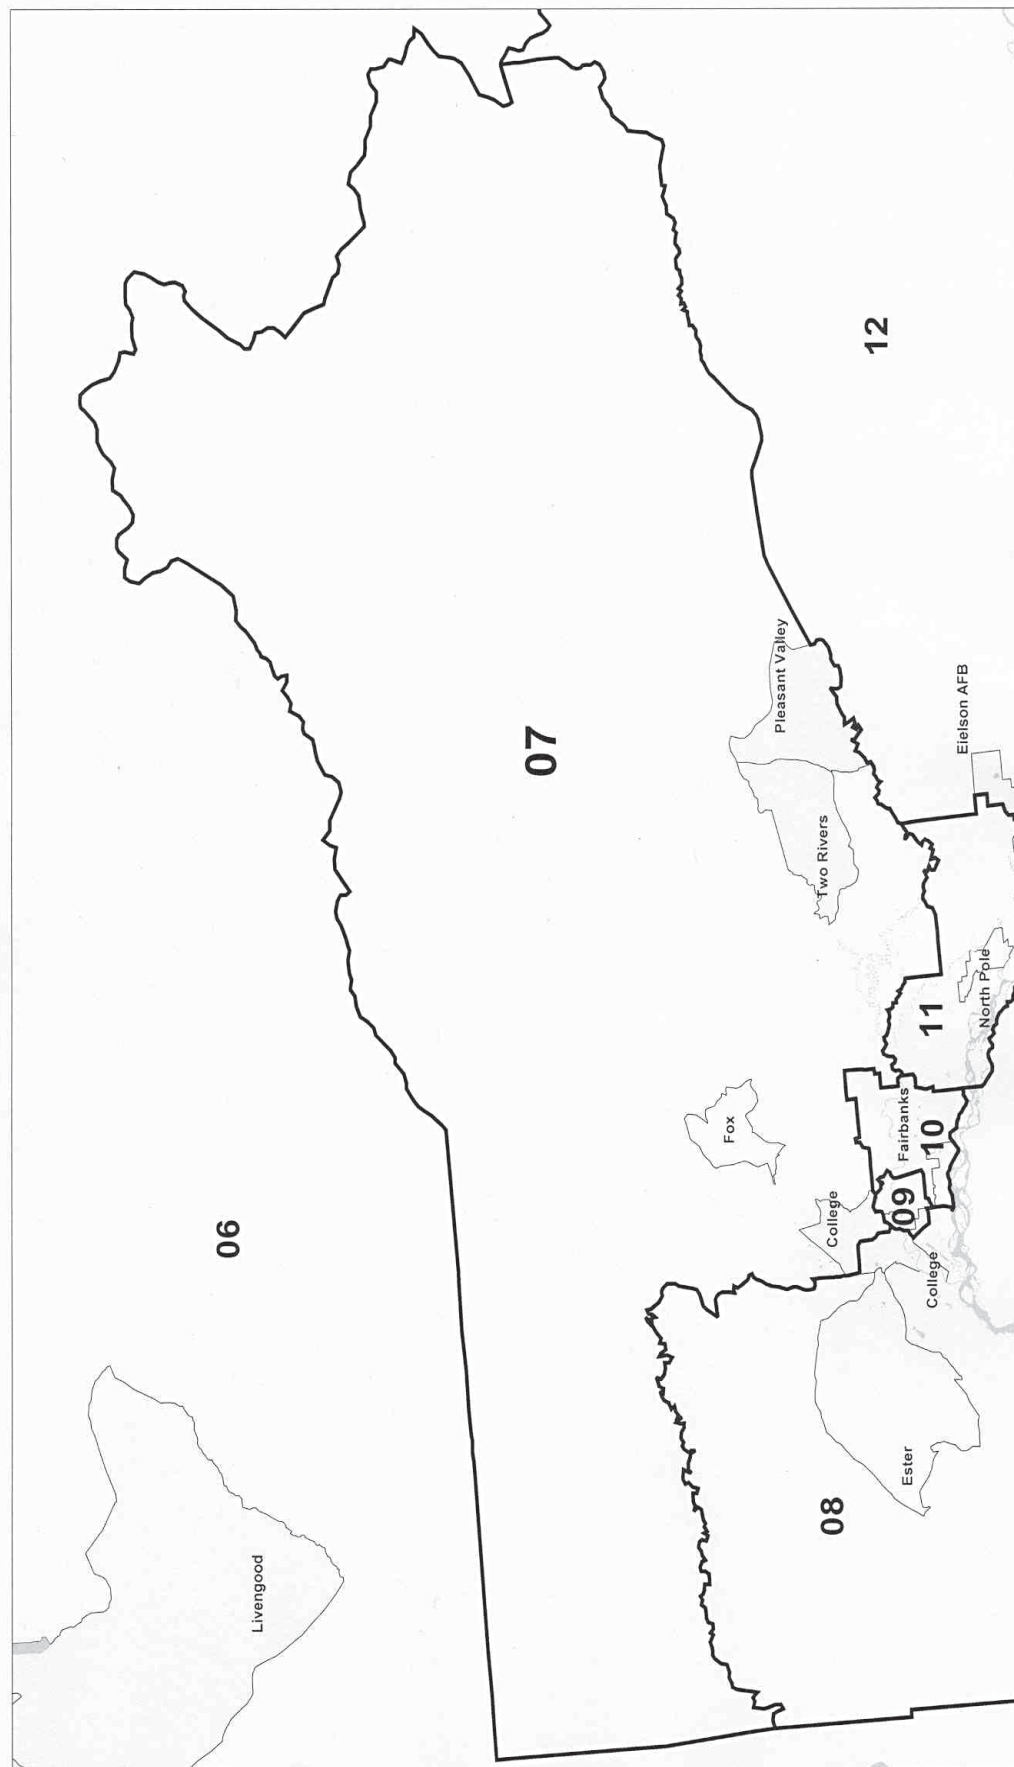 06
Livengood
07
12
Pleasant Valley
Two Rivers
Eielson AFB
Fox
11
North Pole
Fairbanks
10
09
College
College
Ester
08